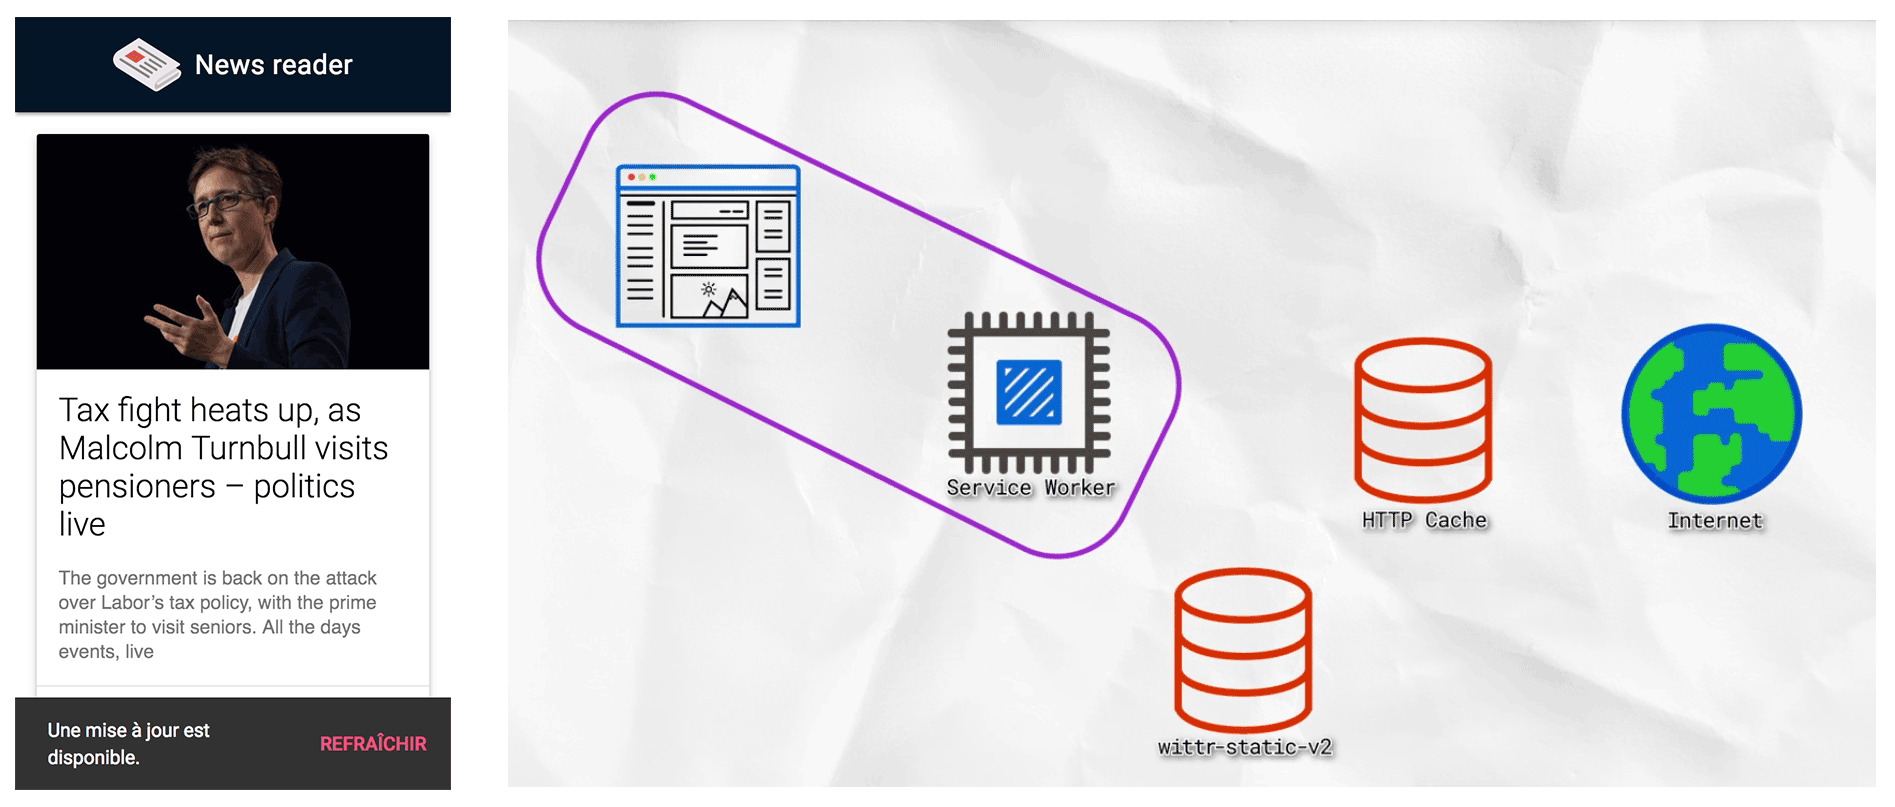 News reader
Tax fight heats up, as
Malcolm Turnbull visits
pensioners – politics
live
The government is back on the attack
over Labor’s tax policy, with the prime
minister to visit seniors. All the days
events, live
Une mise à jour est
disponible.
REFRAÎCHIR
Service Worker
HTTP Cache
Internet
wittr-static-v2